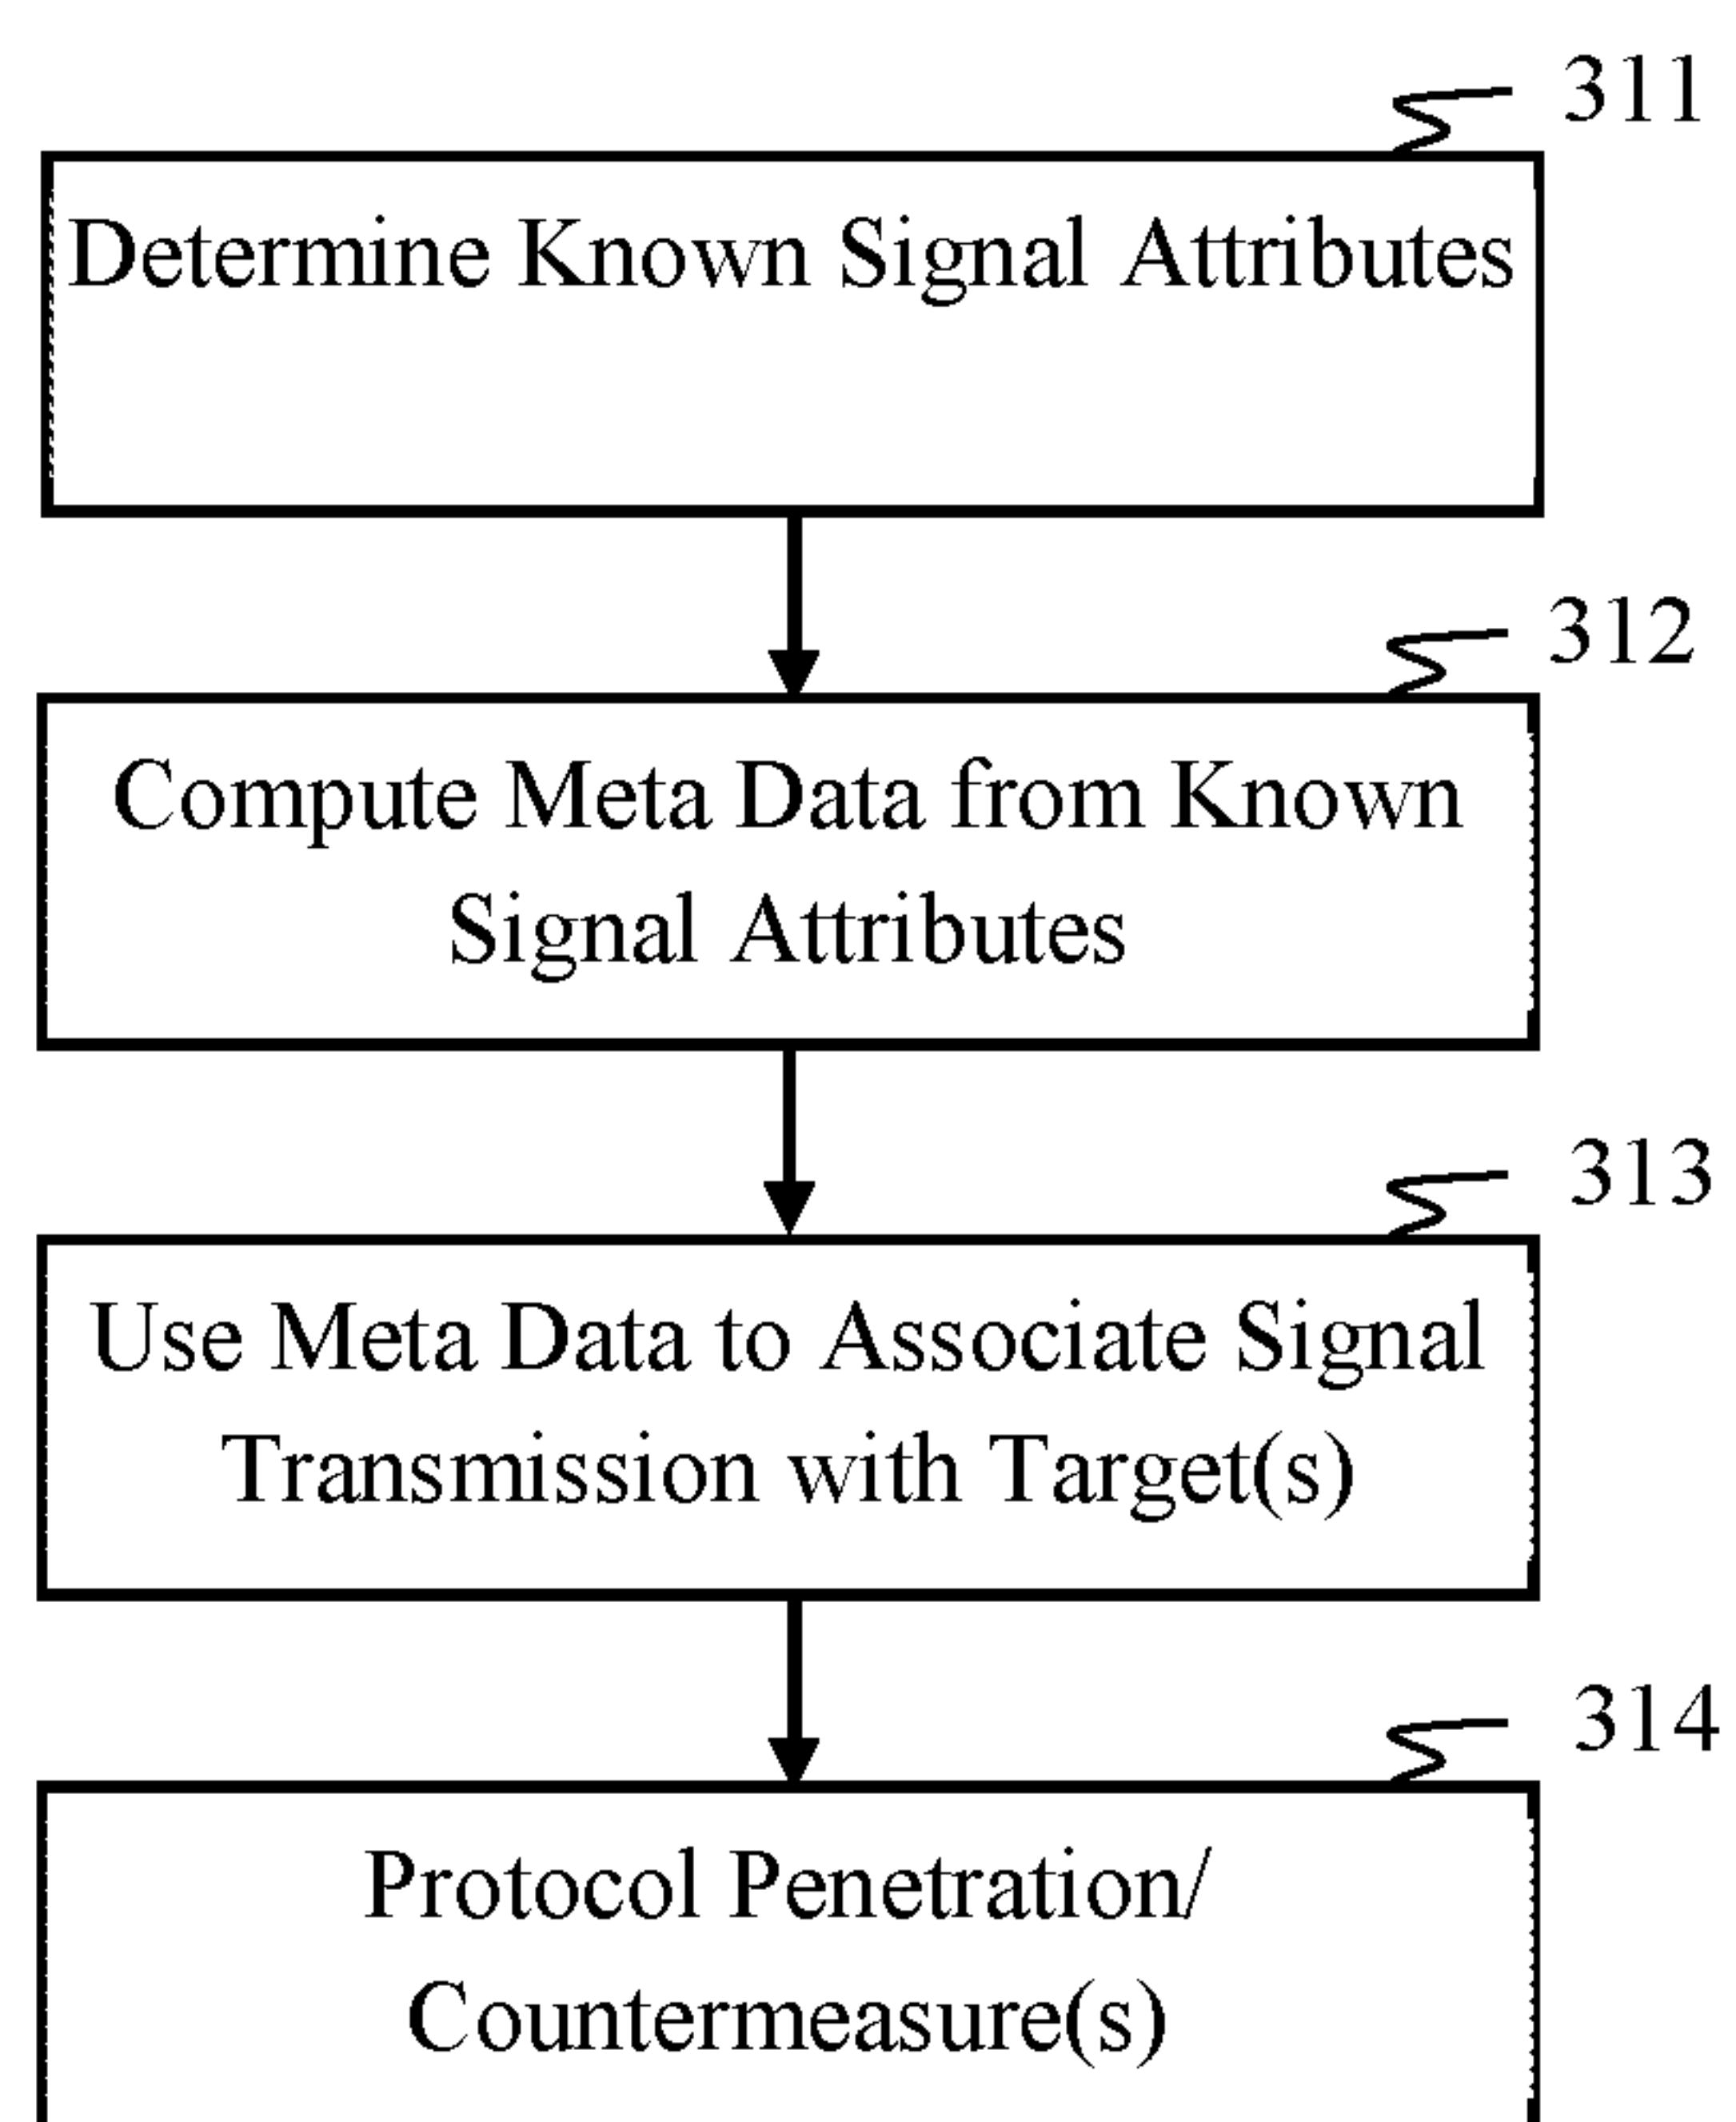 311
Determine Known Signal Attributes
312
Compute Meta Data from Known
Signal Attributes
313
Use Meta Data to Associate Signal
Transmission with Target(s)
314
Protocol Penetration/
Countermeasure(s)